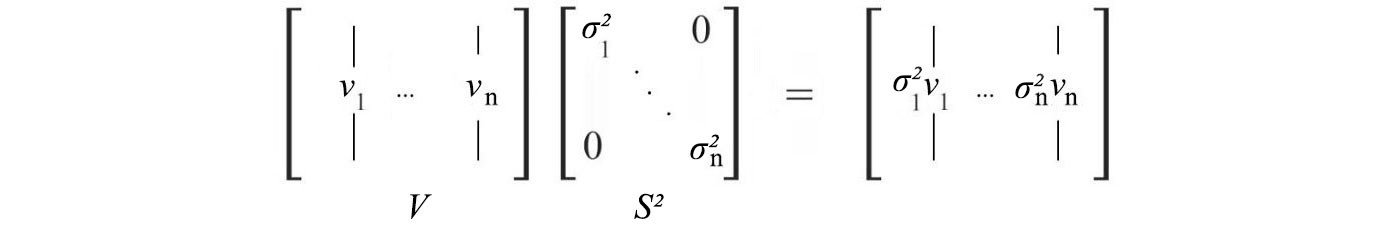 [ | | ] [ σ₁² 0 ] = [ | | ]
v₁ ... vₙ ⋱ σ₁²v₁ ... σₙ²vₙ
| | 0 σₙ² | |
V S²